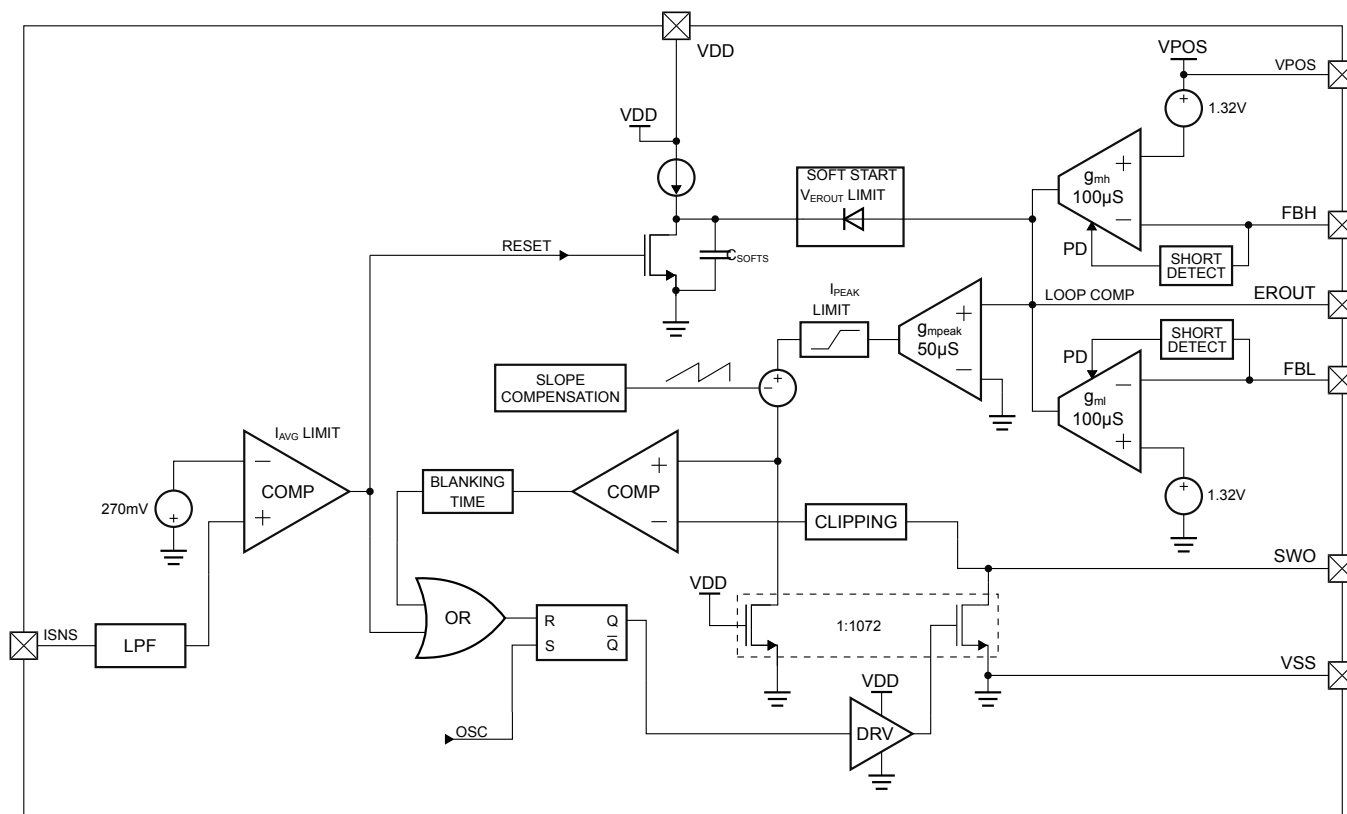 VDD
VPOS
VPOS
1.32V
VDD
+
gmh
100µS
−
SOFT START
VEROUT LIMIT
FBH
RESET
CSOFTS
PD
SHORT
DETECT
IPEAK
LIMIT
LOOP COMP
EROUT
+
gmpeak
50µS
−
SHORT
DETECT
PD
SLOPE
COMPENSATION
+
−
FBL
−
gml
100µS
+
IAVG LIMIT
−
COMP
+
270mV
+
BLANKING
TIME
+
COMP
−
+
1.32V
CLIPPING
SWO
VDD
1:1072
OR
R
Q
S
Q̅
ISNS
LPF
VSS
VDD
DRV
OSC
+